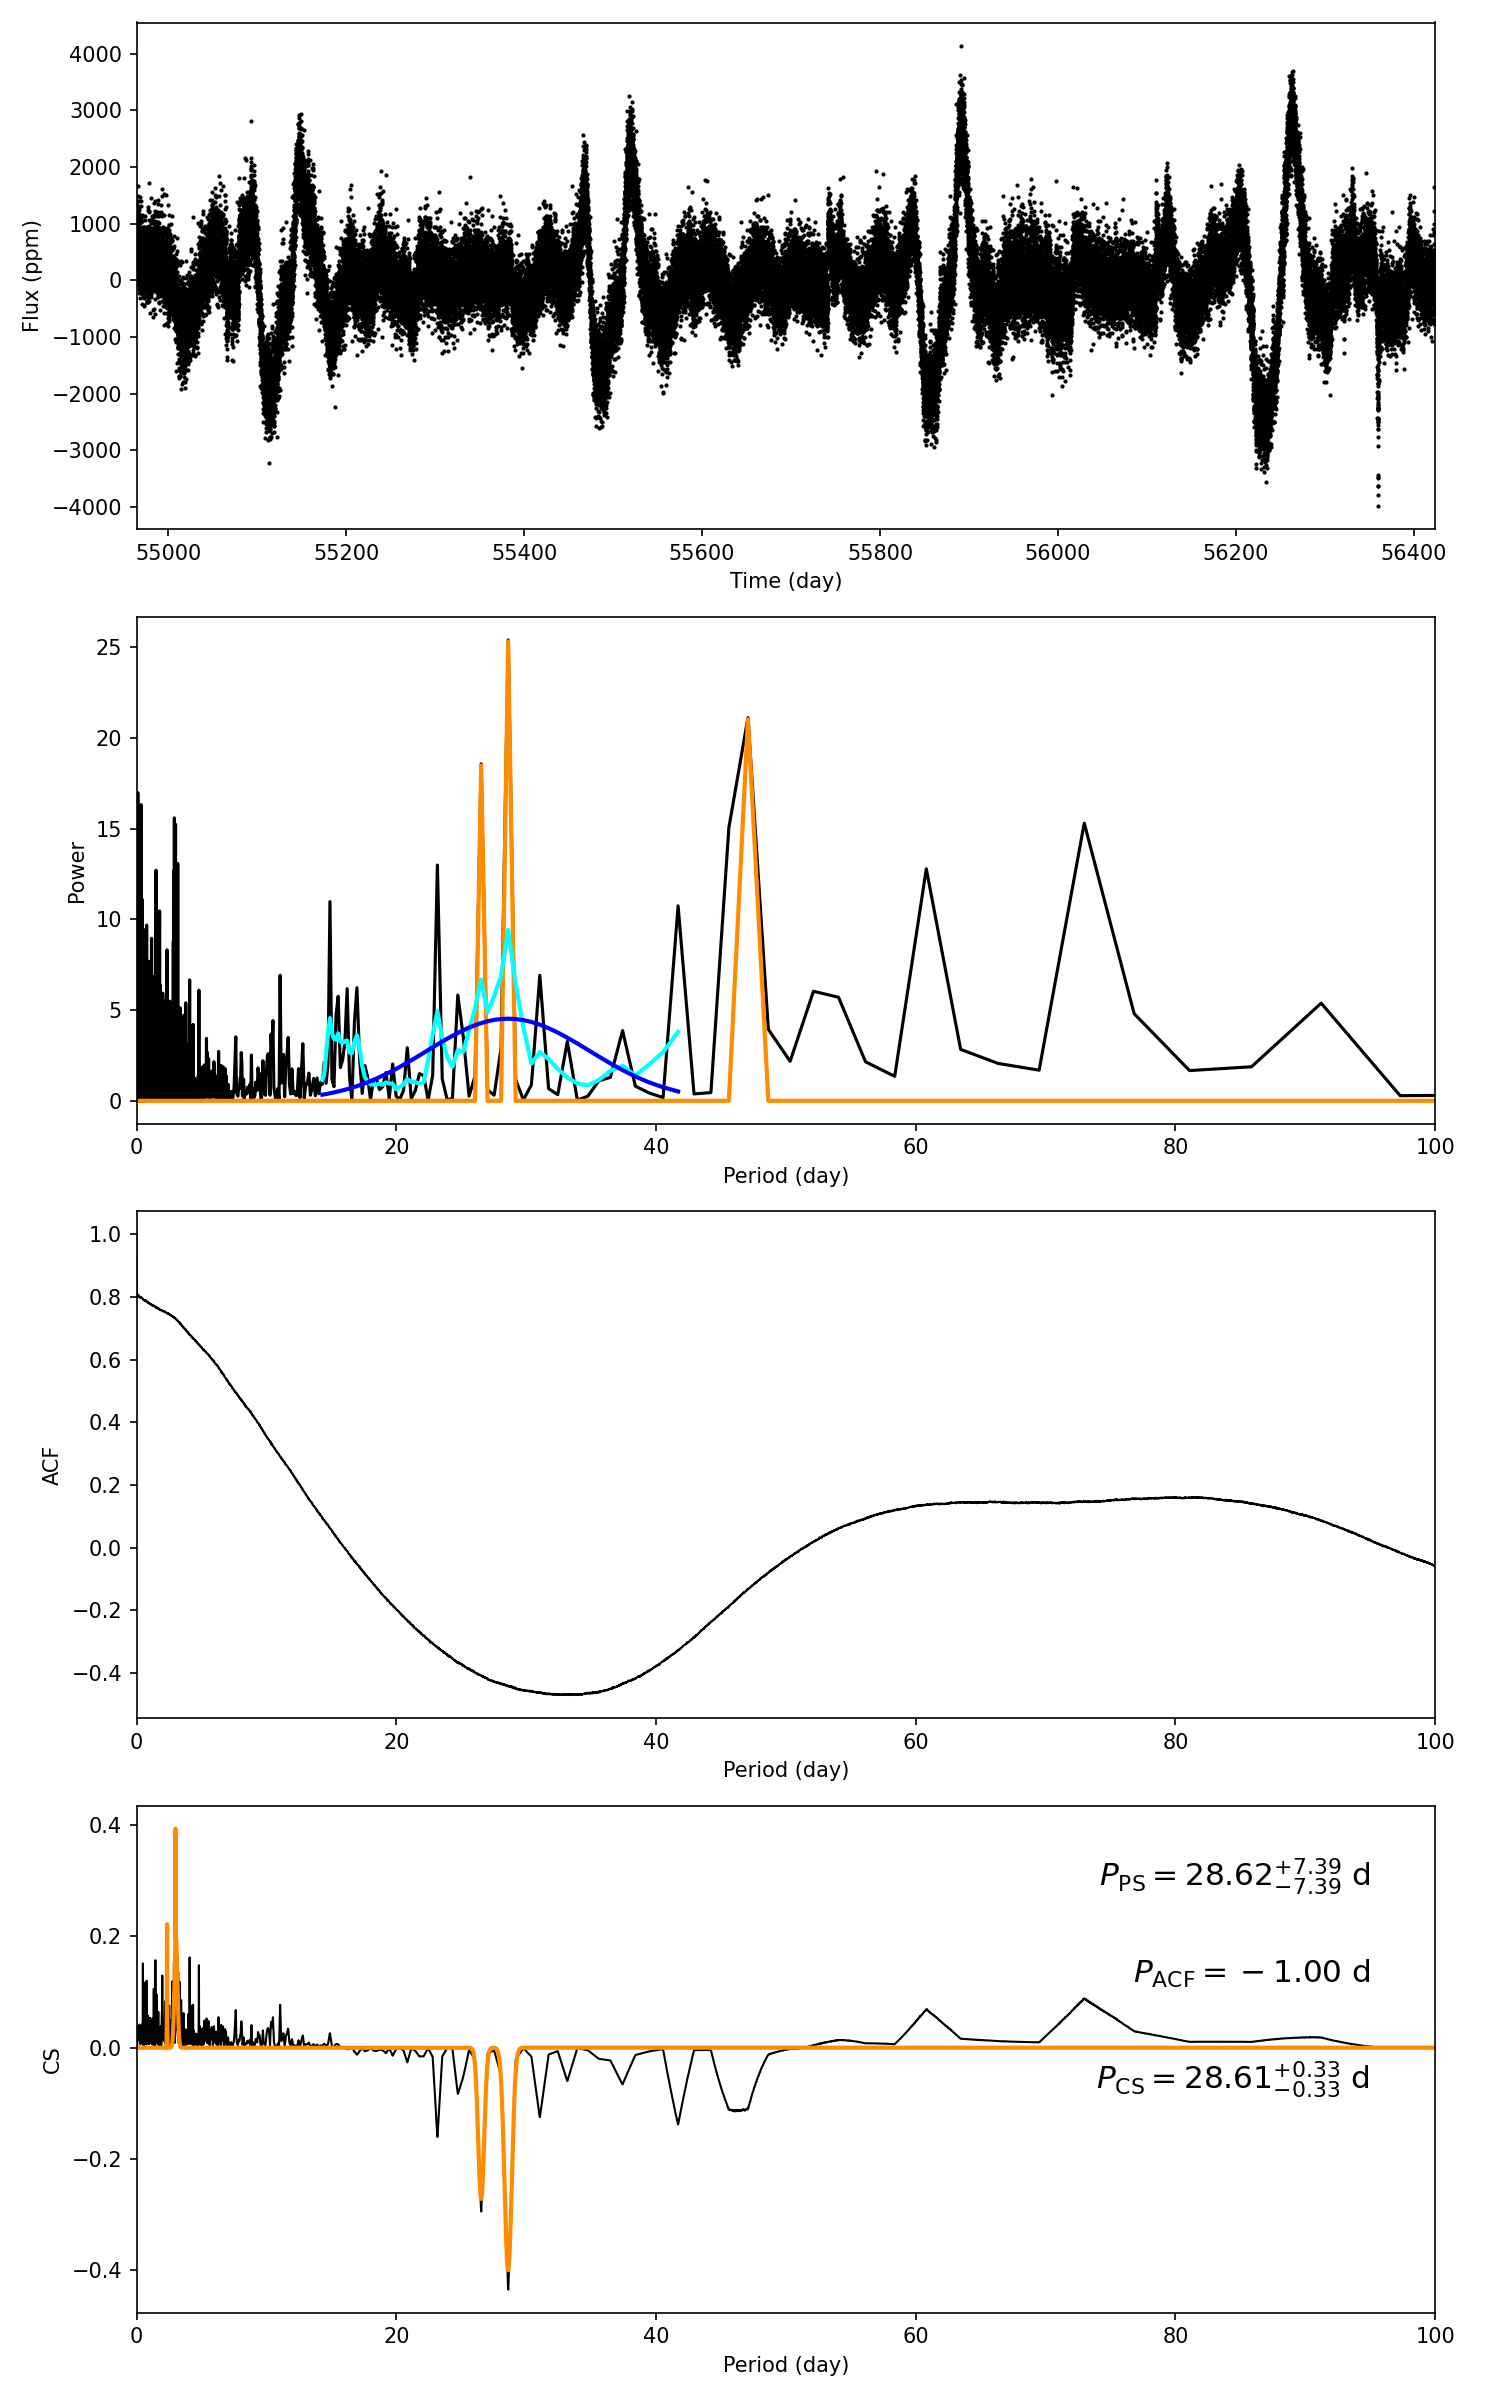 4000
3000
2000
1000
0
−1000
−2000
−3000
−4000
Flux (ppm)
55000 55200 55400 55600 55800 56000 56200 56400
Time (day)
25
20
15
10
5
0
Power
0 20 40 60 80 100
Period (day)
1.0
0.8
0.6
0.4
0.2
0.0
−0.2
−0.4
ACF
0 20 40 60 80 100
Period (day)
0.4
0.2
0.0
−0.2
−0.4
CS
P_PS = 28.62^{+7.39}_{−7.39} d
P_ACF = −1.00 d
P_CS = 28.61^{+0.33}_{−0.33} d
0 20 40 60 80 100
Period (day)